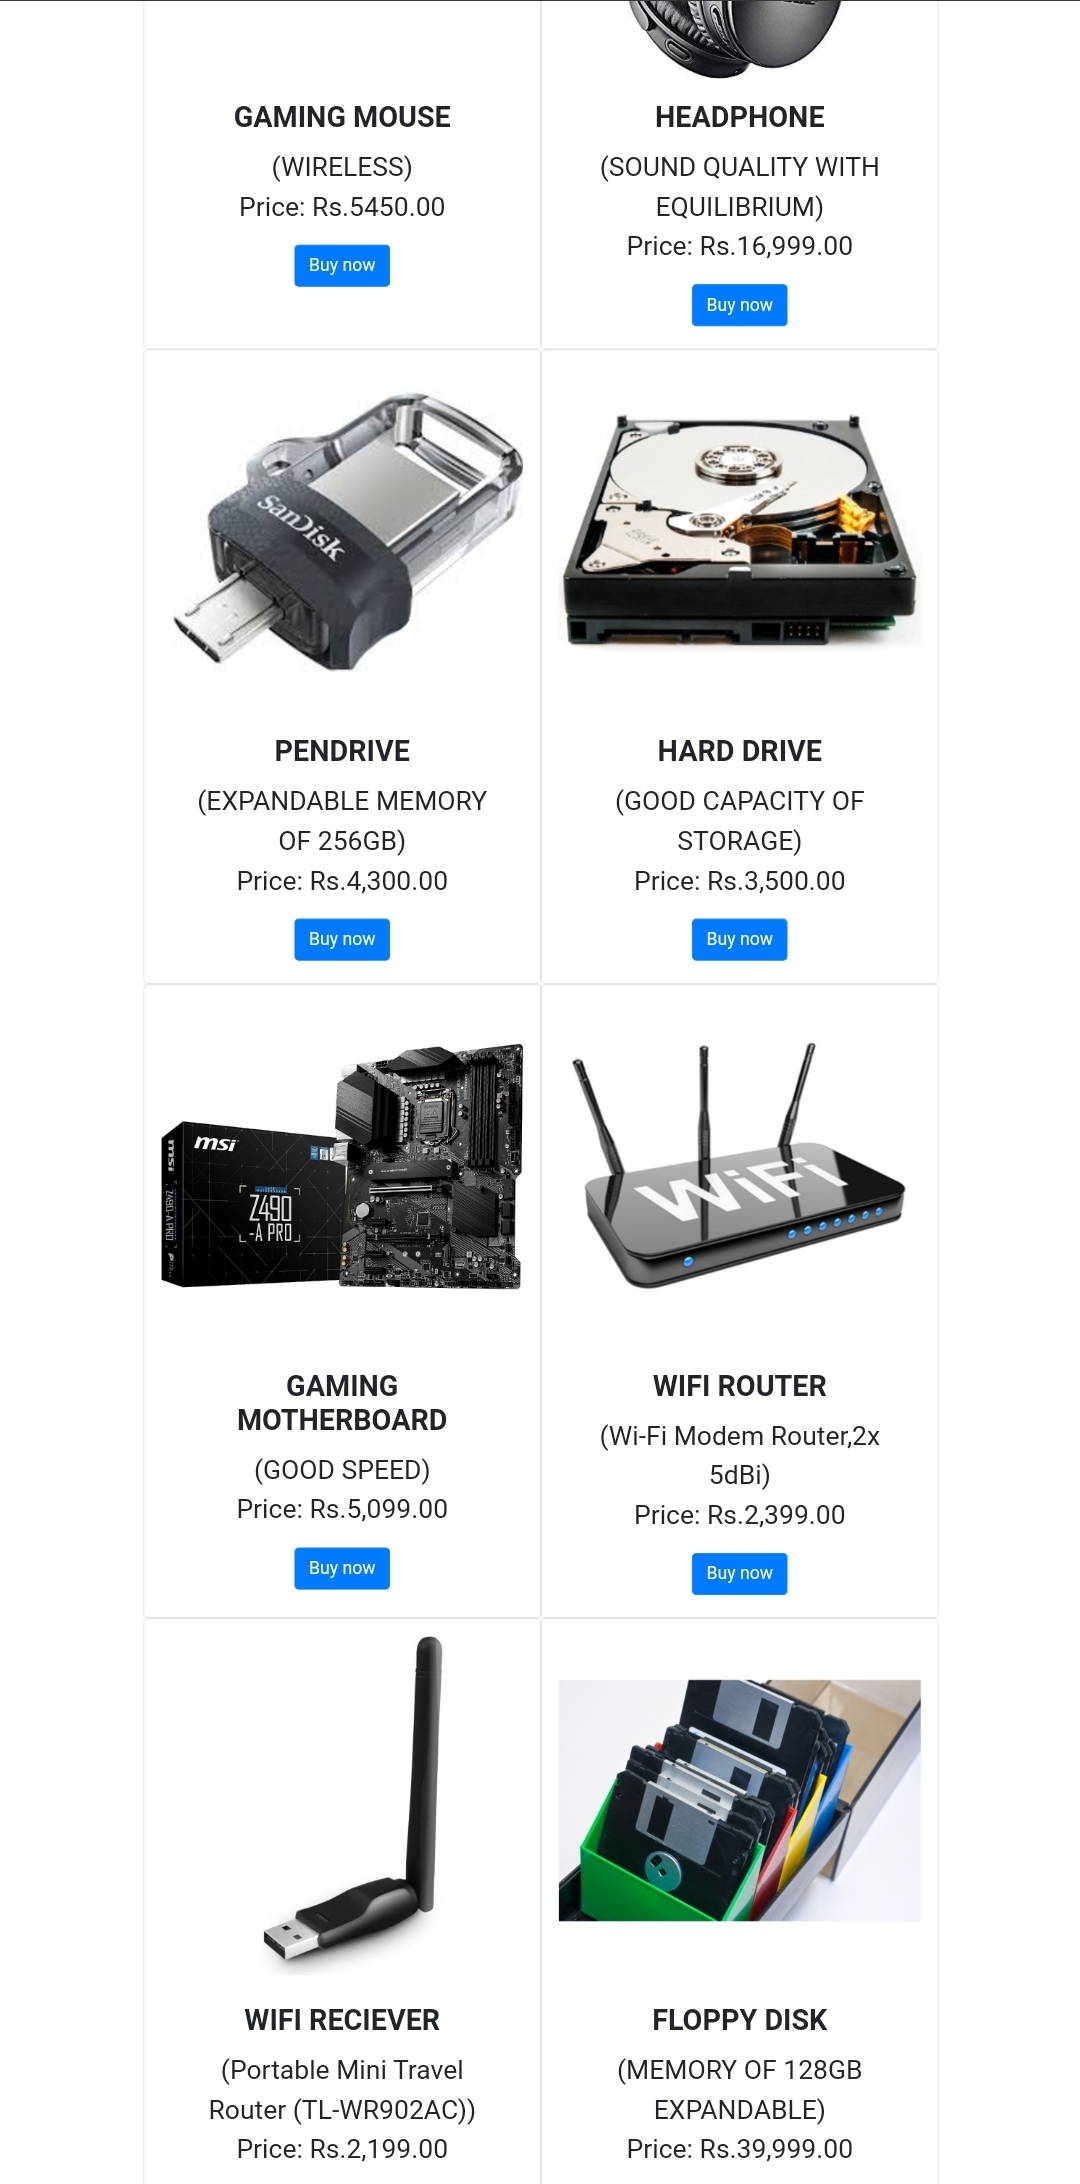 GAMING MOUSE
(WIRELESS)
Price: Rs.5450.00
Buy now
HEADPHONE
(SOUND QUALITY WITH
EQUILIBRIUM)
Price: Rs.16,999.00
Buy now
SanDisk
PENDRIVE
(EXPANDABLE MEMORY
OF 256GB)
Price: Rs.4,300.00
Buy now
HARD DRIVE
(GOOD CAPACITY OF
STORAGE)
Price: Rs.3,500.00
Buy now
msi
msi
Z490-A PRO
Z490
-A PRO
GAMING
MOTHERBOARD
(GOOD SPEED)
Price: Rs.5,099.00
Buy now
WiFi
WIFI ROUTER
(Wi-Fi Modem Router,2x
5dBi)
Price: Rs.2,399.00
Buy now
WIFI RECIEVER
(Portable Mini Travel
Router (TL-WR902AC))
Price: Rs.2,199.00
FLOPPY DISK
(MEMORY OF 128GB
EXPANDABLE)
Price: Rs.39,999.00